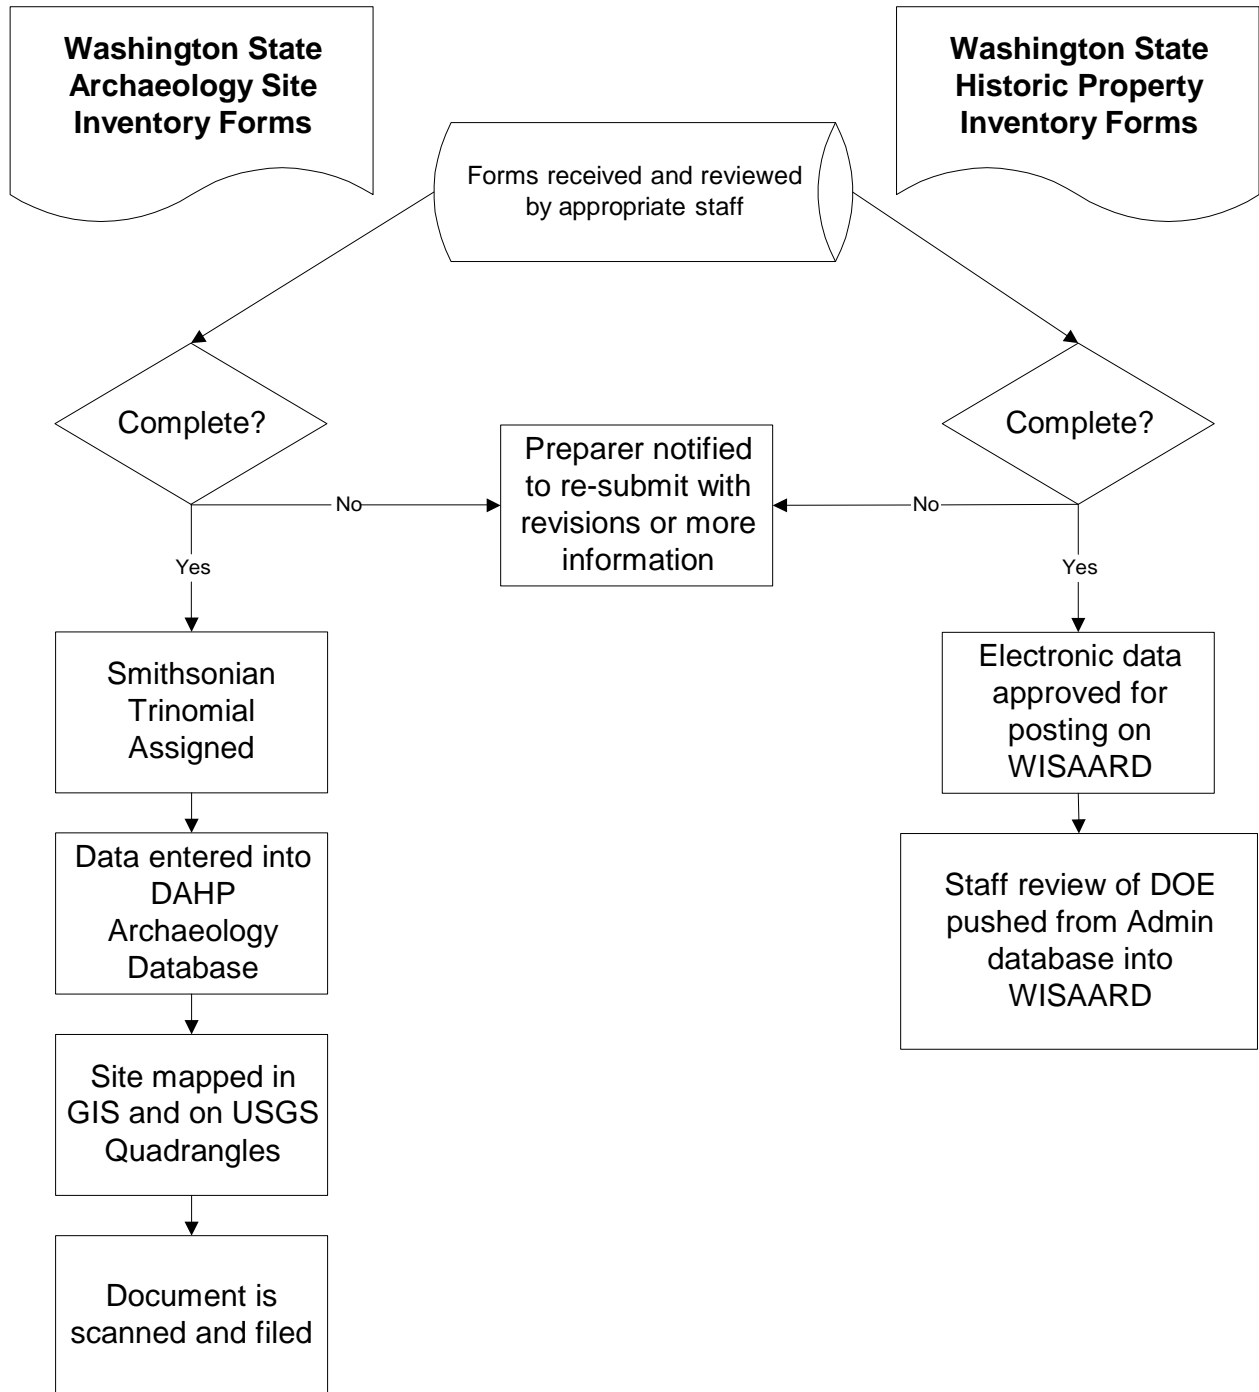 Washington State
Archaeology Site
Inventory Forms
Washington State
Historic Property
Inventory Forms
Forms received and reviewed
by appropriate staff
Complete?
Complete?
Preparer notified
to re-submit with
revisions or more
information
No
No
Yes
Yes
Smithsonian
Trinomial
Assigned
Electronic data
approved for
posting on
WISAARD
Data entered into
DAHP
Archaeology
Database
Staff review of DOE
pushed from Admin
database into
WISAARD
Site mapped in
GIS and on USGS
Quadrangles
Document is
scanned and filed